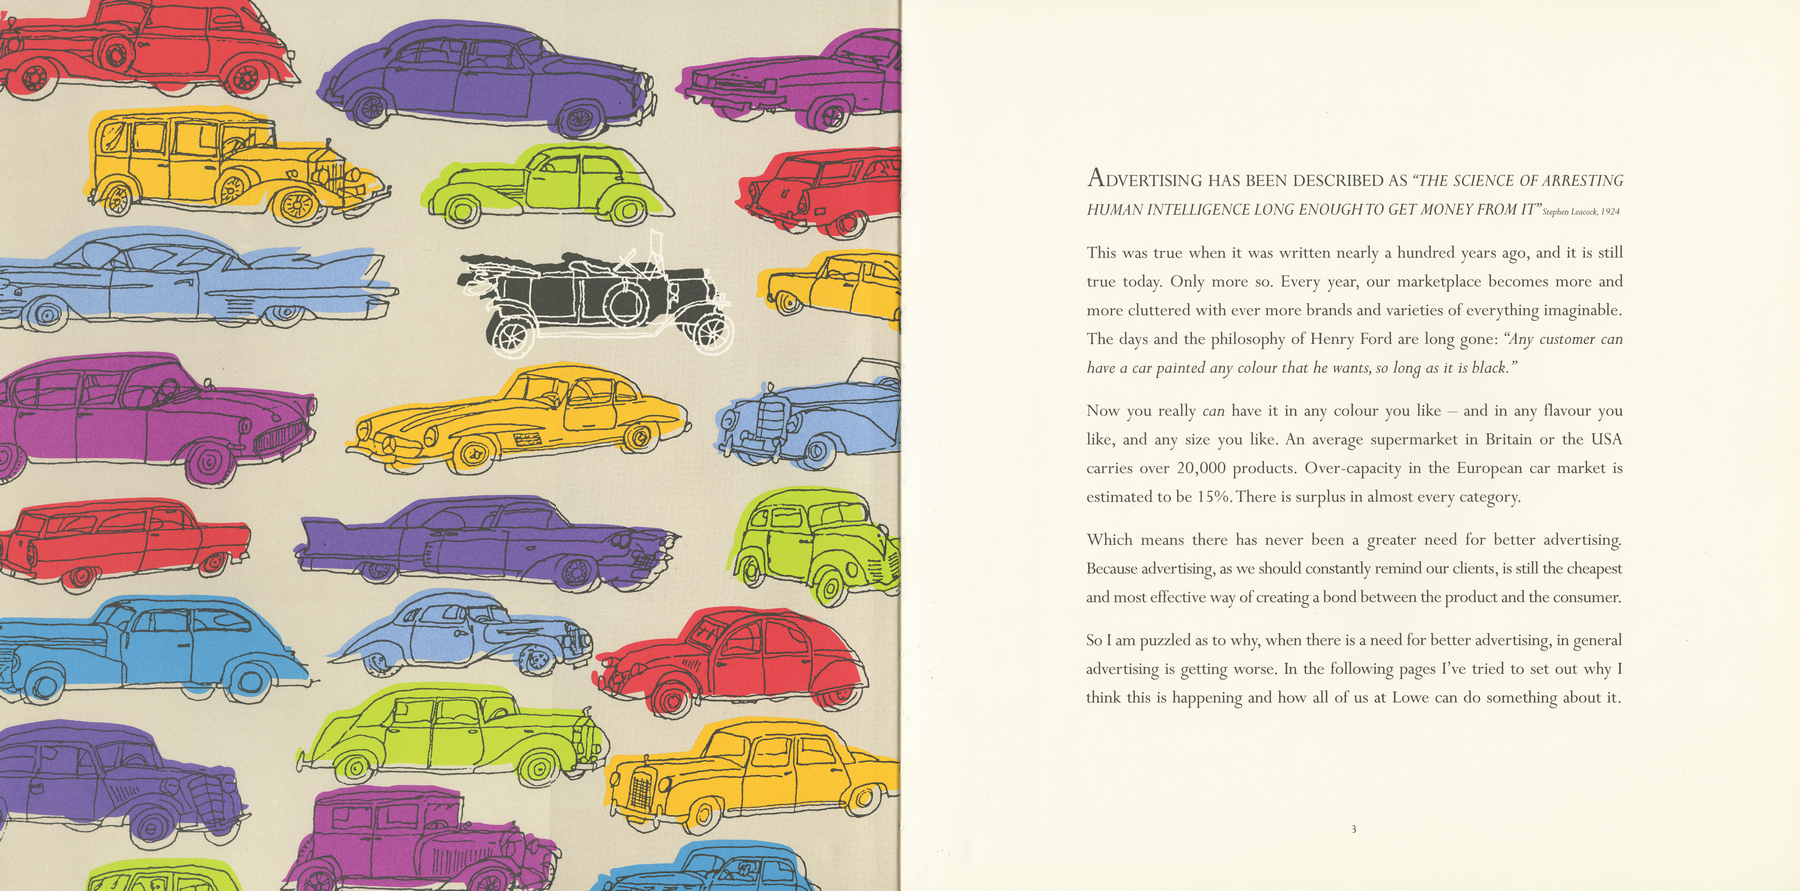 ADVERTISING HAS BEEN DESCRIBED AS “THE SCIENCE OF ARRESTING
HUMAN INTELLIGENCE LONG ENOUGH TO GET MONEY FROM IT” Stephen Leacock, 1924
This was true when it was written nearly a hundred years ago, and it is still
true today. Only more so. Every year, our marketplace becomes more and
more cluttered with ever more brands and varieties of everything imaginable.
The days and the philosophy of Henry Ford are long gone: “Any customer can
have a car painted any colour that he wants, so long as it is black.”
Now you really can have it in any colour you like – and in any flavour you
like, and any size you like. An average supermarket in Britain or the USA
carries over 20,000 products. Over-capacity in the European car market is
estimated to be 15%. There is surplus in almost every category.
Which means there has never been a greater need for better advertising.
Because advertising, as we should constantly remind our clients, is still the cheapest
and most effective way of creating a bond between the product and the consumer.
So I am puzzled as to why, when there is a need for better advertising, in general
advertising is getting worse. In the following pages I’ve tried to set out why I
think this is happening and how all of us at Lowe can do something about it.
3